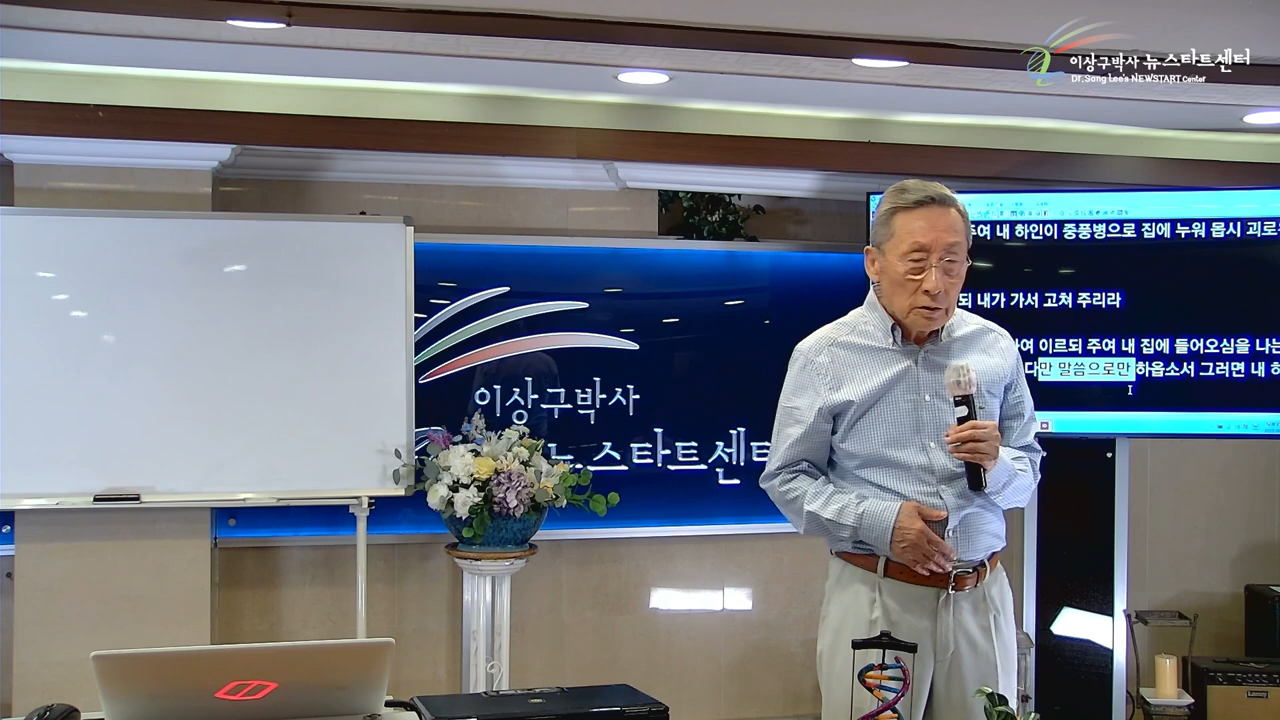 이상구박사 뉴스타트센터
Dr. Sang Lee's NEWSTART Center
주여 내 하인이 중풍병으로 집에 누워 몹시 괴로
되 내가 가서 고쳐 주리라
여 이르되 주여 내 집에 들어오심을 나는
다만 말씀으로만 하옵소서 그러면 내 하
이상구박사
뉴스타트센터